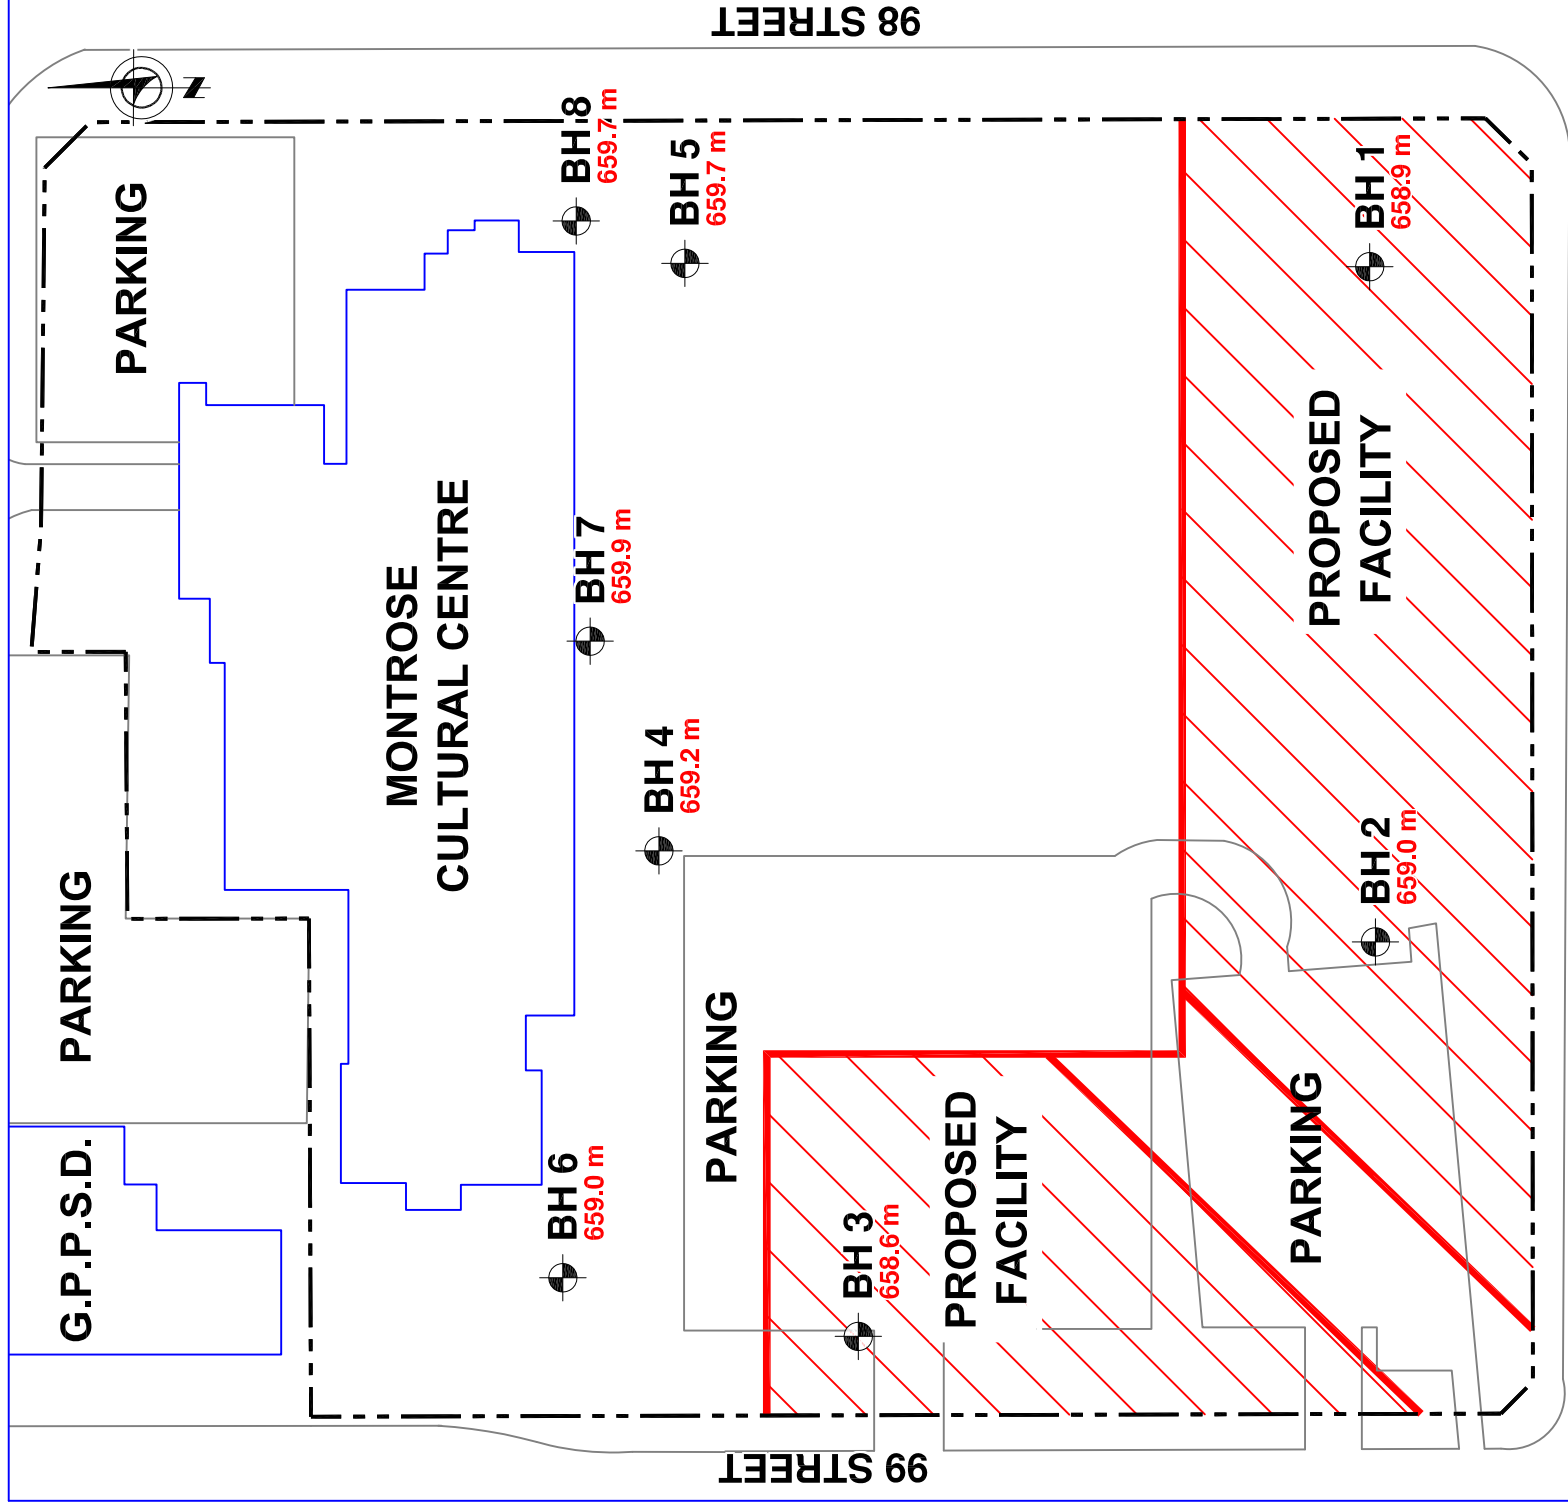 98 STREET
N
PARKING
BH 8
659.7 m
BH 5
659.7 m
BH 1
658.9 m
MONTROSE
CULTURAL CENTRE
BH 7
659.9 m
PROPOSED
FACILITY
BH 4
659.2 m
BH 2
659.0 m
PARKING
G.P.P.S.D.
BH 6
659.0 m
PARKING
BH 3
658.6 m
PROPOSED
FACILITY
PARKING
99 STREET